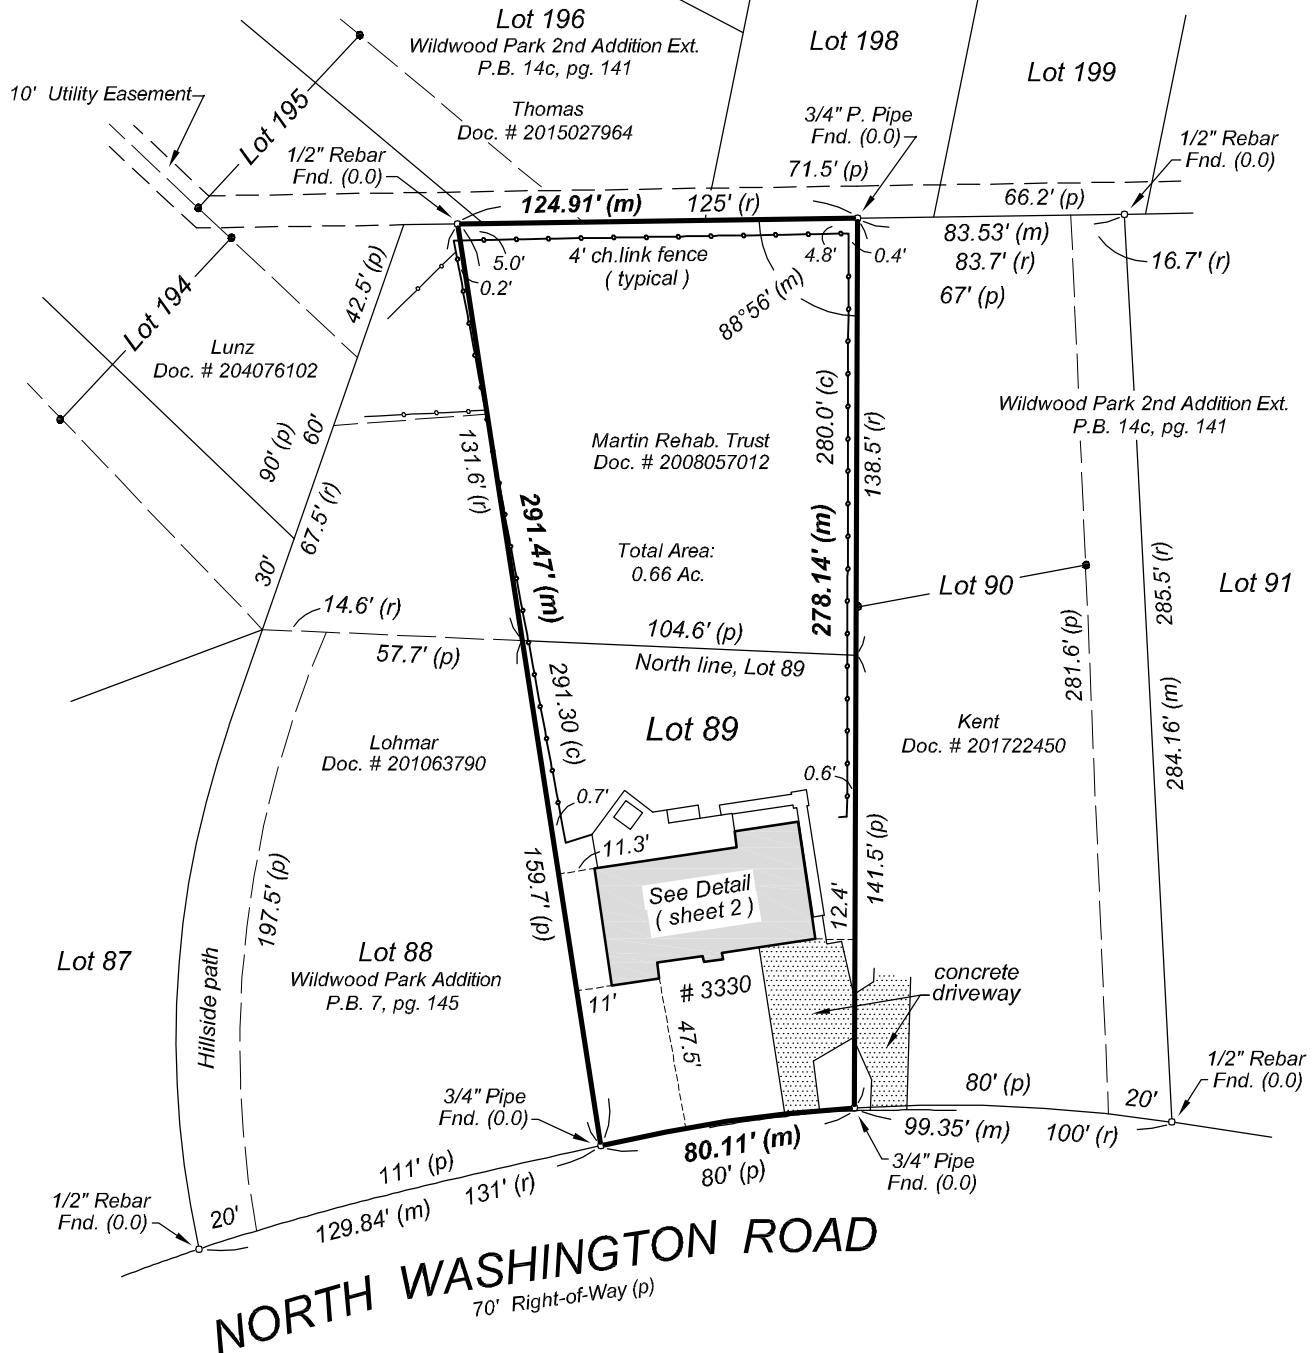 Lot 196
Wildwood Park 2nd Addition Ext.
P.B. 14c, pg. 141
Lot 198
Lot 199
10' Utility Easement
Lot 195
Thomas
Doc. # 2015027964
3/4" P. Pipe
Fnd. (0.0)
1/2" Rebar
Fnd. (0.0)
1/2" Rebar
Fnd. (0.0)
71.5' (p)
66.2' (p)
124.91' (m)
125' (r)
83.53' (m)
83.7' (r)
67' (p)
16.7' (r)
5.0'
0.2'
4' ch.link fence
( typical )
4.8'
0.4'
88°56' (m)
42.5' (p)
Lot 194
Lunz
Doc. # 204076102
Wildwood Park 2nd Addition Ext.
P.B. 14c, pg. 141
90' (p)
60'
67.5' (r)
30'
131.6' (r)
Martin Rehab. Trust
Doc. # 2008057012
280.0' (c)
138.5' (r)
291.47' (m)
278.14' (m)
Total Area:
0.66 Ac.
Lot 90
285.5' (r)
Lot 91
14.6' (r)
57.7' (p)
104.6' (p)
North line, Lot 89
281.6' (p)
284.16' (m)
291.30 (c)
Lot 89
Lohmar
Doc. # 201063790
Kent
Doc. # 201722450
0.7'
0.6'
11.3'
159.7' (p)
141.5' (p)
197.5' (p)
See Detail
( sheet 2 )
12.4'
Lot 87
Hillside path
Lot 88
Wildwood Park Addition
P.B. 7, pg. 145
11'
# 3330
47.5'
concrete
driveway
3/4" Pipe
Fnd. (0.0)
80' (p)
20'
1/2" Rebar
Fnd. (0.0)
80.11' (m)
80' (p)
99.35' (m)
100' (r)
3/4" Pipe
Fnd. (0.0)
111' (p)
131' (r)
129.84' (m)
20'
1/2" Rebar
Fnd. (0.0)
NORTH WASHINGTON ROAD
70' Right-of-Way (p)